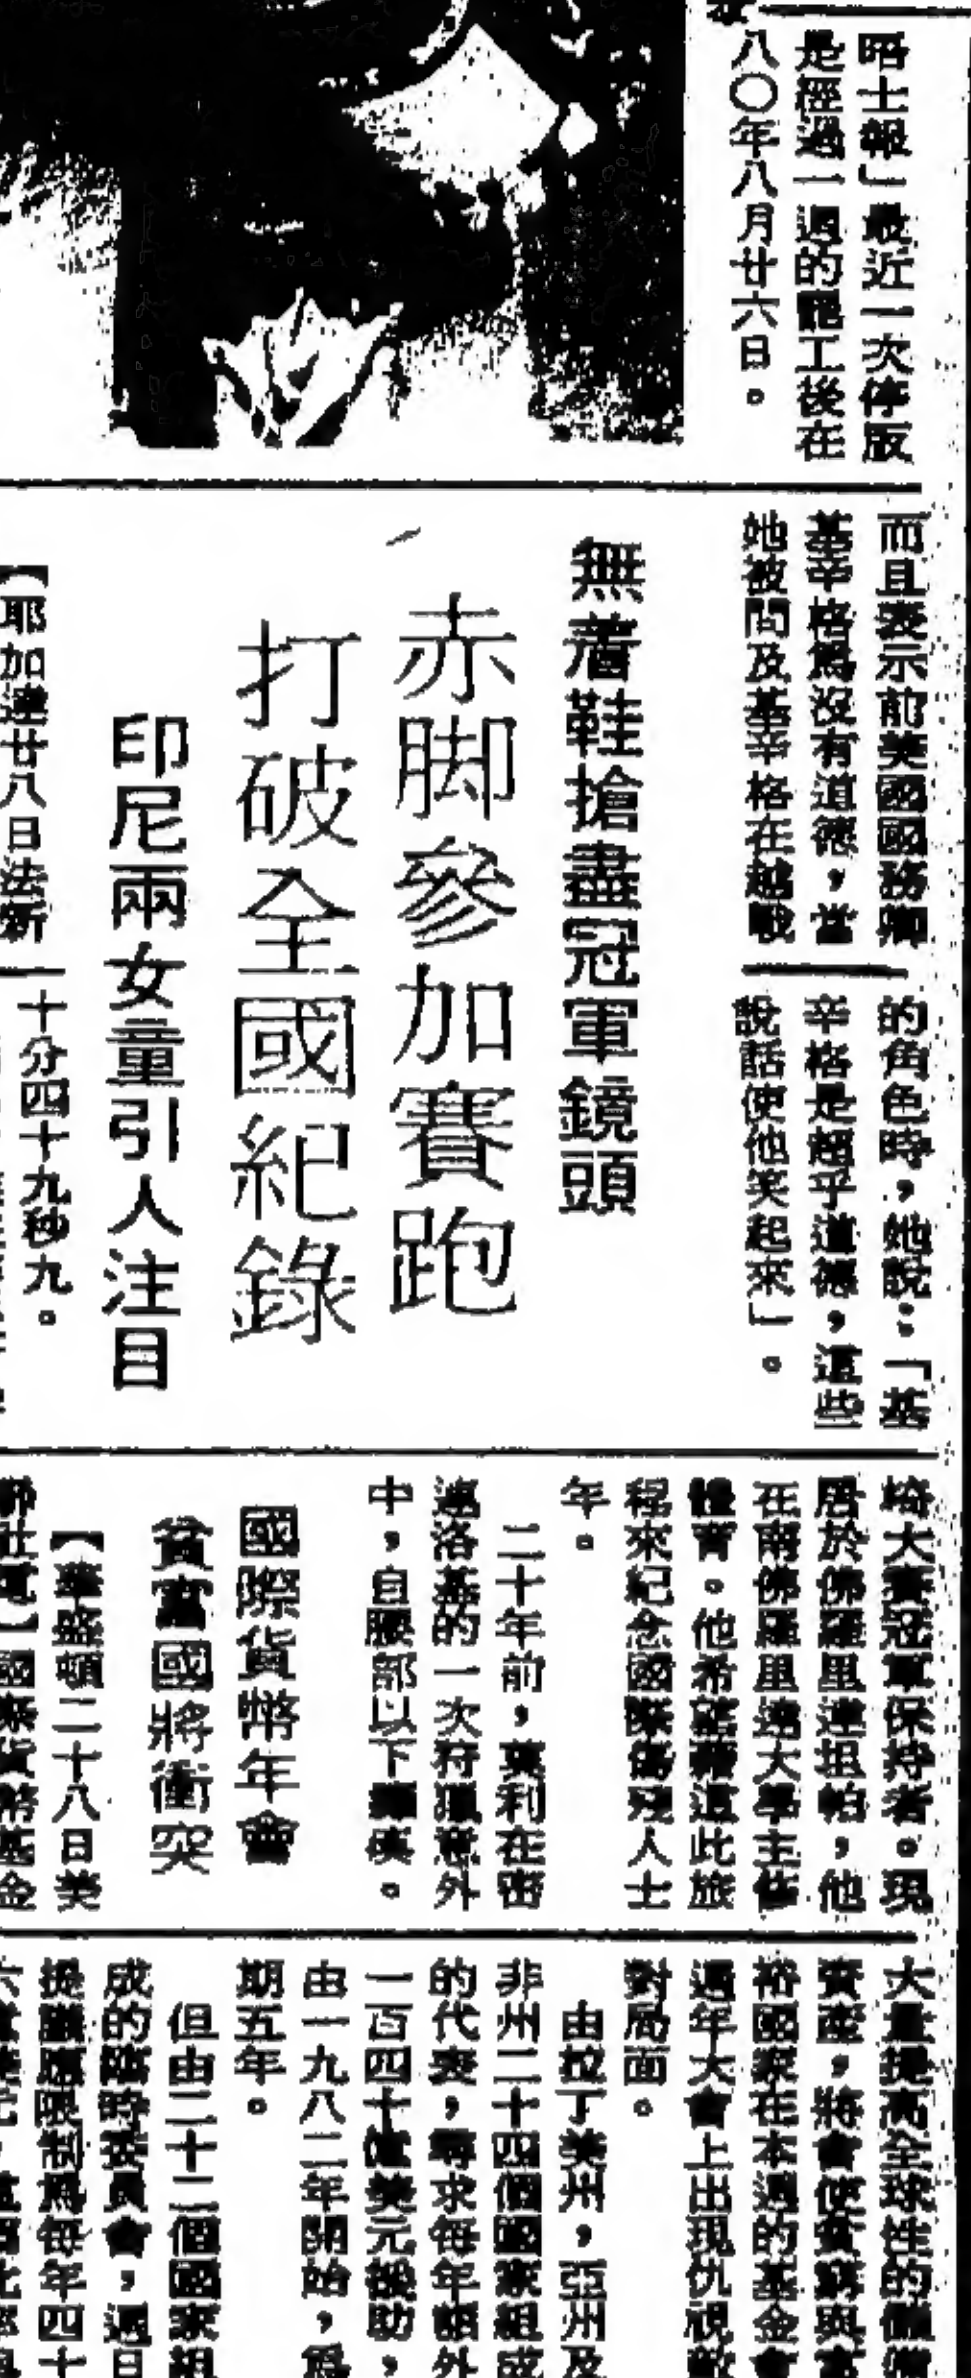 晤士報」最近一次停版
是經過一週的罷工後在
八〇年八月廿六日。
而且表示前美國國務卿
基辛格爲沒有道德，當
她被問及基辛格在越戰
的角色時，她說：「基
辛格是超乎道德，這些
說話使他笑起來」。
無着鞋搶盡冠軍鏡頭
赤脚參加賽跑
打破全國紀錄
印尼兩女童引人注目
【耶加達廿八日法新
十分四十九秒九。
崎大賽冠軍保持者。現
居於佛羅里達坦帕，他
在南佛羅里達大學主修
體育。他希望藉這此旅
程來紀念國際傷殘人士
年。
二十年前，葉利在密
連洛基的一次狩獵意外
中，自腰部以下癱瘓。
國際貨幣年會
貧富國將衝突
【華盛頓二十八日美
聯社電】國際貨幣基金
大量提高全球性的儲備
資產，將會使貧窮與富
裕國家在本週的基金會
週年大會上出現仇視敵
對局面。
由拉丁美州，亞州及
非州二十四個國家組成
的代表，尋求每年額外
一百四十億美元援助，
由一九八二年開始，爲
期五年。
但由二十二個國家組
成的臨時委員會，週日
提議應限制爲每年四十